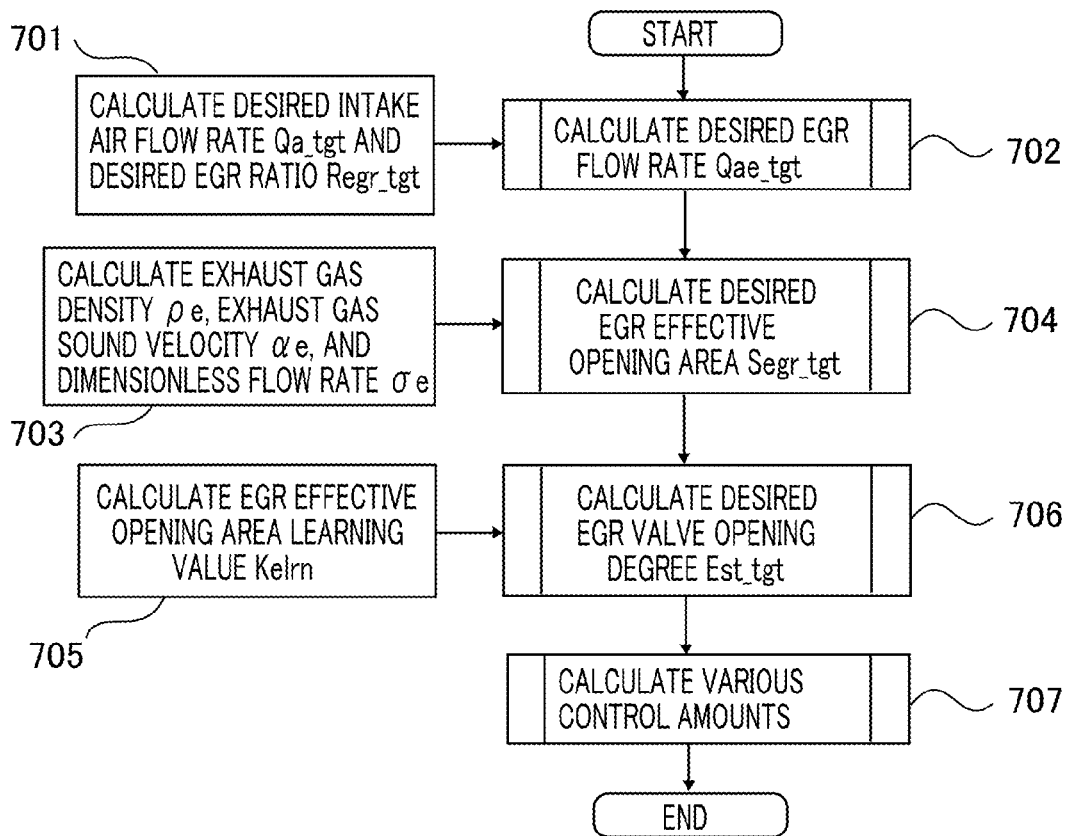 START
701
CALCULATE DESIRED INTAKE
AIR FLOW RATE Qa_tgt AND
DESIRED EGR RATIO Regr_tgt
CALCULATE DESIRED EGR
FLOW RATE Qae_tgt
702
CALCULATE EXHAUST GAS
DENSITY ρe, EXHAUST GAS
SOUND VELOCITY αe, AND
DIMENSIONLESS FLOW RATE σe
703
CALCULATE DESIRED
EGR EFFECTIVE
OPENING AREA Segr_tgt
704
CALCULATE EGR EFFECTIVE
OPENING AREA LEARNING
VALUE Kelrn
705
CALCULATE DESIRED
EGR VALVE OPENING
DEGREE Est_tgt
706
CALCULATE VARIOUS
CONTROL AMOUNTS
707
END